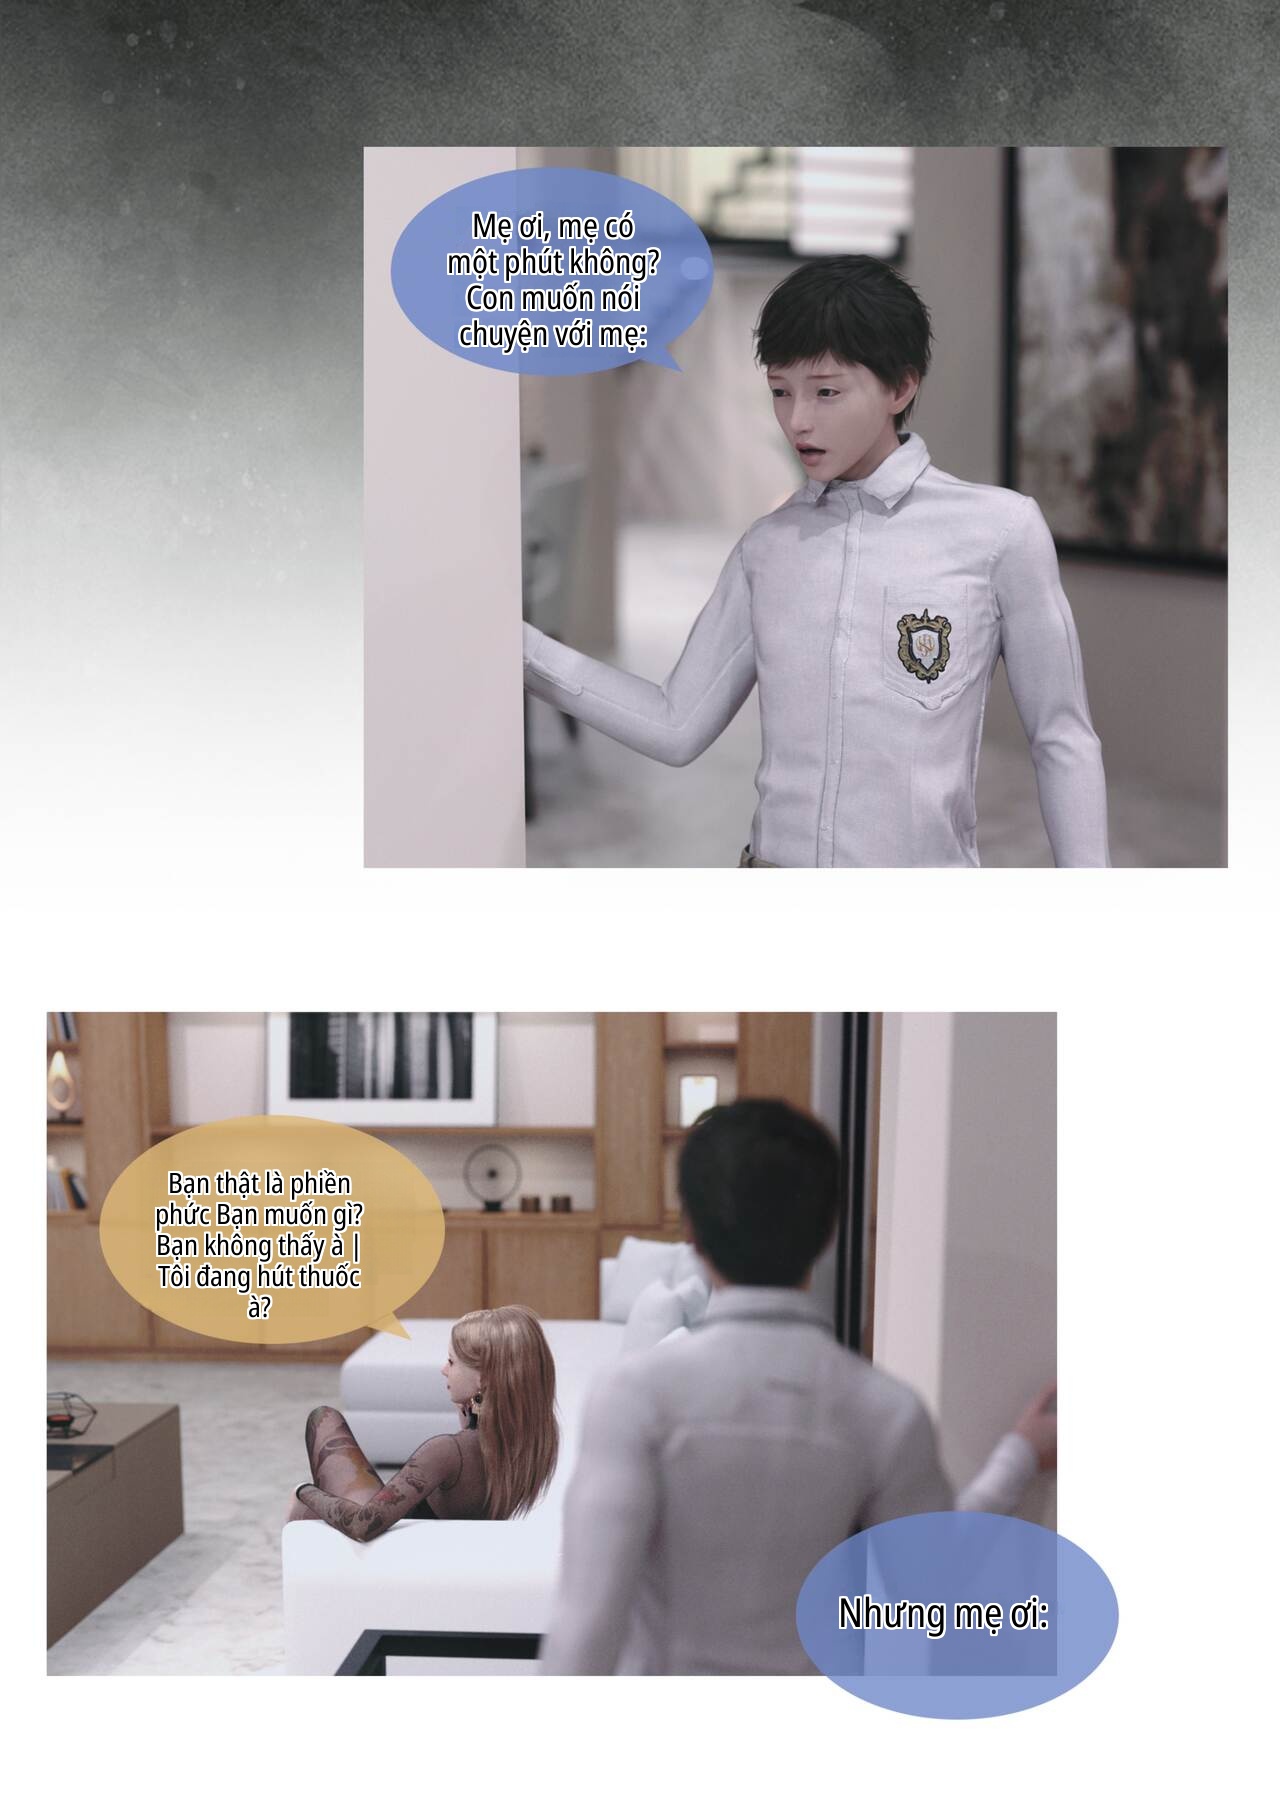 Mẹ ơi, mẹ có
một phút không?
Con muốn nói
chuyện với mẹ:
Bạn thật là phiền
phức Bạn muốn gì?
Bạn không thấy à |
Tôi đang hút thuốc
à?
Nhưng mẹ ơi: